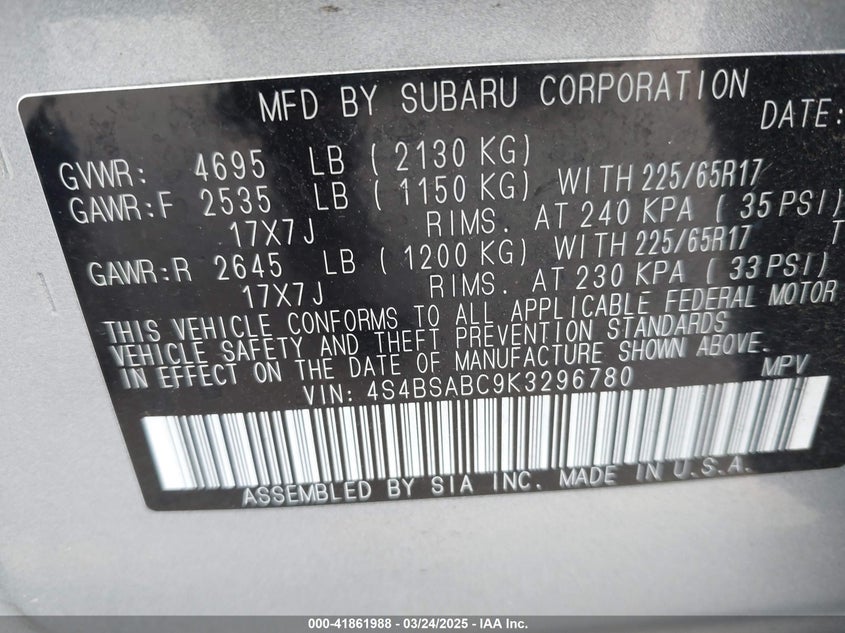 MFD BY SUBARU CORPORATION
DATE:
GVWR: 4695 LB (2130 KG)
GAWR:F 2535 LB (1150 KG) WITH 225/65R17
17X7J RIMS. AT 240 KPA (35 PSI) T
GAWR:R 2645 LB (1200 KG) WITH 225/65R17
17X7J RIMS. AT 230 KPA (33 PSI)
THIS VEHICLE CONFORMS TO ALL APPLICABLE FEDERAL MOTOR
VEHICLE SAFETY AND THEFT PREVENTION STANDARDS
IN EFFECT ON THE DATE OF MANUFACTURE SHOWN ABOVE.
VIN: 4S4BSABC9K3296780 MPV
ASSEMBLED BY SIA INC. MADE IN U.S.A.
000-41861988 - 03/24/2025 - IAA Inc.